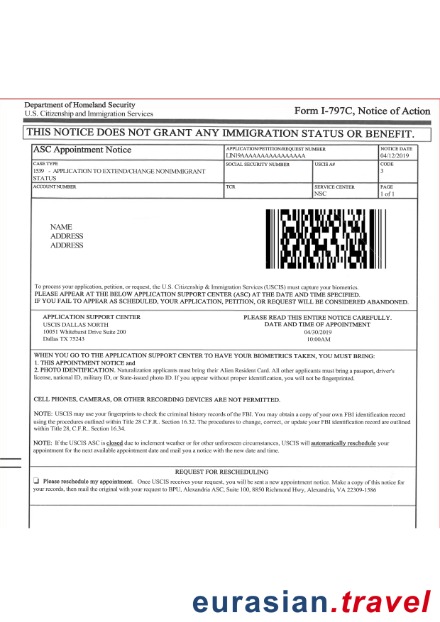 Department of Homeland Security
U.S. Citizenship and Immigration Services
Form I-797C, Notice of Action
THIS NOTICE DOES NOT GRANT ANY IMMIGRATION STATUS OR BENEFIT.
ASC Appointment Notice
APPLICATION/PETITION/REQUEST NUMBER
NOTICE DATE
04/12/2019
CASE TYPE
I539 - APPLICATION TO EXTEND/CHANGE NONIMMIGRANT
STATUS
SOCIAL SECURITY NUMBER
USCIS A#
CODE
3
ACCOUNT NUMBER
TCR
SERVICE CENTER
NSC
PAGE
1 of 1
NAME
ADDRESS
ADDRESS
To process your application, petition, or request, the U.S. Citizenship & Immigration Services (USCIS) must capture your biometrics.
PLEASE APPEAR AT THE BELOW APPLICATION SUPPORT CENTER (ASC) AT THE DATE AND TIME SPECIFIED.
IF YOU FAIL TO APPEAR AS SCHEDULED, YOUR APPLICATION, PETITION, OR REQUEST WILL BE CONSIDERED ABANDONED.
APPLICATION SUPPORT CENTER
USCIS DALLAS NORTH
10051 Whitehurst Drive Suite 200
Dallas TX 75243
PLEASE READ THIS ENTIRE NOTICE CAREFULLY.
DATE AND TIME OF APPOINTMENT
04/30/2019
10:00AM
WHEN YOU GO TO THE APPLICATION SUPPORT CENTER TO HAVE YOUR BIOMETRICS TAKEN, YOU MUST BRING:
1. THIS APPOINTMENT NOTICE and
2. PHOTO IDENTIFICATION. Naturalization applicants must bring their Alien Resident Card. All other applicants must bring a passport, driver's
license, national ID, military ID, or State-issued photo ID. If you appear without proper identification, you will not be fingerprinted.
CELL PHONES, CAMERAS, OR OTHER RECORDING DEVICES ARE NOT PERMITTED.
NOTE: USCIS may use your fingerprints to check the criminal history records of the FBI. You may obtain a copy of your own FBI identification record
using the procedures outlined within Title 28 C.F.R., Section 16.32. The procedures to change, correct, or update your FBI identification record are outlined
within Title 28, C.F.R., Section 16.34.
NOTE: If the USCIS ASC is closed due to inclement weather or for other unforeseen circumstances, USCIS will automatically reschedule your
appointment for the next available appointment date and mail you a notice with the new date and time.
REQUEST FOR RESCHEDULING
Please reschedule my appointment. Once USCIS receives your request, you will be sent a new appointment notice. Make a copy of this notice for
your records, then mail the original with your request to BPU, Alexandria ASC, Suite 100, 8850 Richmond Hwy, Alexandria, VA 22309-1586
eurasian.travel